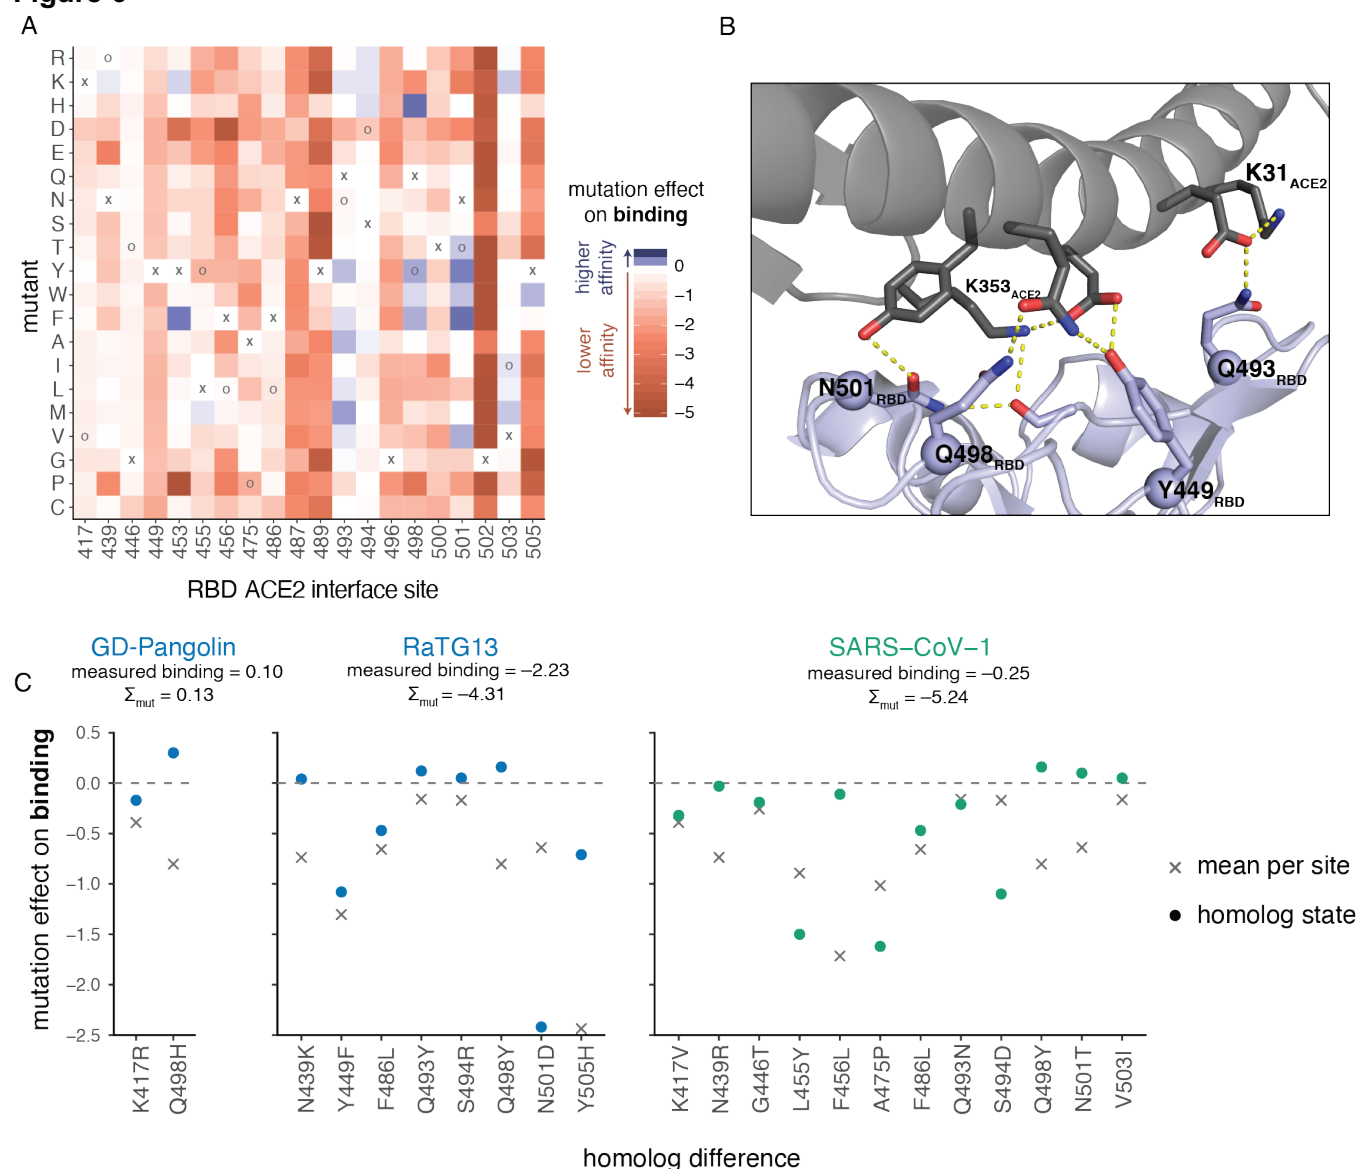 A
B
R
K
H
D
E
Q
N
S
T
Y
W
F
A
I
L
M
V
G
P
C
mutant
417
439
446
449
453
455
456
475
486
487
489
493
494
496
498
500
501
502
503
505
RBD ACE2 interface site
mutation effect
on binding
higher
affinity
lower
affinity
0
−1
−2
−3
−4
−5
K31ACE2
K353ACE2
N501RBD
Q493RBD
Q498RBD
Y449RBD
C
GD-Pangolin
measured binding = 0.10
Σmut = 0.13
RaTG13
measured binding = −2.23
Σmut = −4.31
SARS−CoV−1
measured binding = −0.25
Σmut = −5.24
mutation effect on binding
0.5
0.0
−0.5
−1.0
−1.5
−2.0
−2.5
K417R
Q498H
N439K
Y449F
F486L
Q493Y
S494R
Q498Y
N501D
Y505H
K417V
N439R
G446T
L455Y
F456L
A475P
F486L
Q493N
S494D
Q498Y
N501T
V503I
mean per site
homolog state
homolog difference